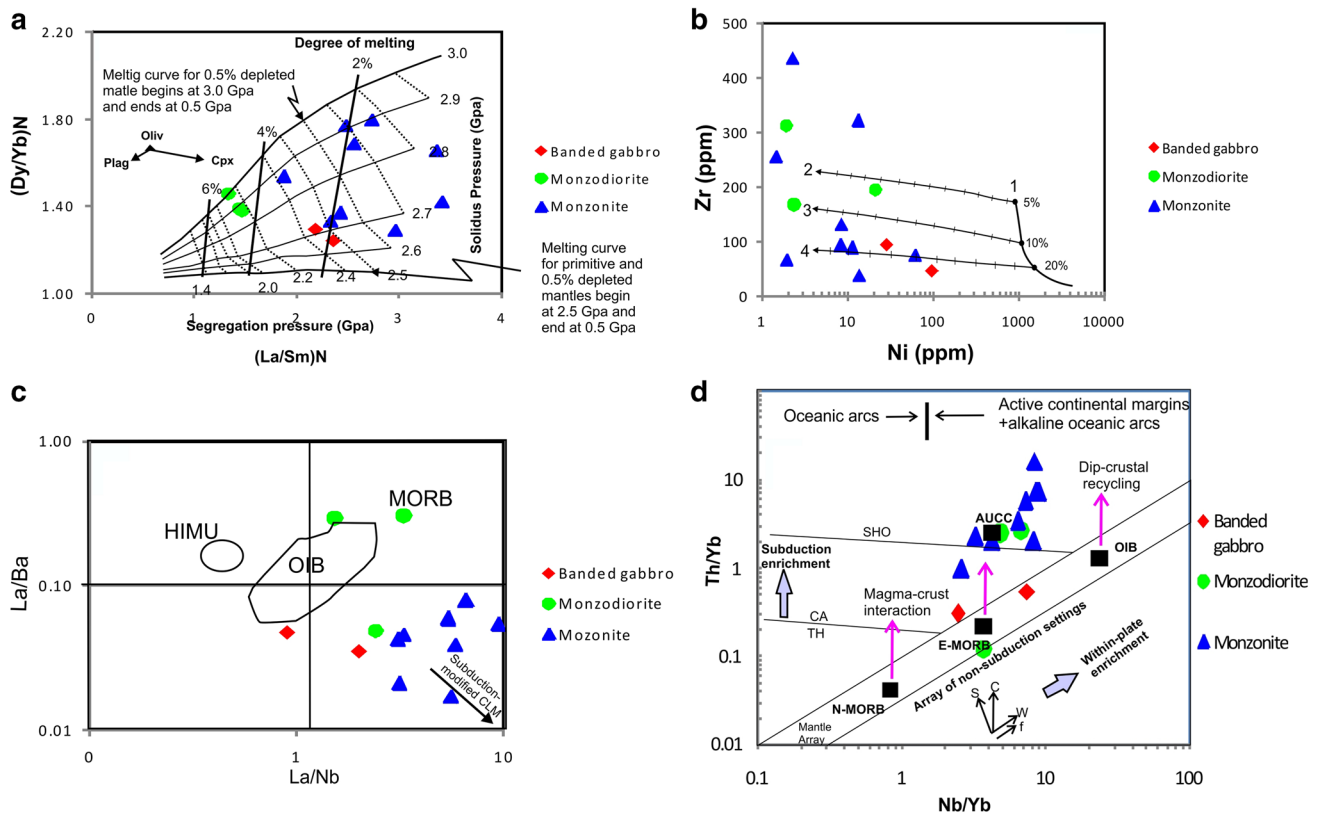 a
2.20
1.80
1.40
1.00
(Dy/Yb)N
0
1
2
3
4
Degree of melting
Meltig curve for 0.5% depleted
matle begins at 3.0 Gpa
and ends at 0.5 Gpa
Oliv
Plag
Cpx
2%
4%
6%
3.0
2.9
2.8
2.7
2.6
2.5
1.4
2.0
2.2
2.4
Solidus Pressure (Gpa)
Segregation pressure (Gpa)
(La/Sm)N
Banded gabbro
Monzodiorite
Monzonite
Melting curve
for primitive and
0.5% depleted
mantles begin
at 2.5 Gpa and
end at 0.5 Gpa
b
500
400
300
200
100
0
Zr (ppm)
1
10
100
1000
10000
Ni (ppm)
2
3
4
1
5%
10%
20%
Banded gabbro
Monzodiorite
Monzonite
c
1.00
0.10
0.01
La/Ba
0
1
10
La/Nb
HIMU
MORB
OIB
Subduction-
modified CLM
Banded gabbro
Monzodiorite
Mozonite
d
10
1
0.1
0.01
Th/Yb
0.1
1
10
100
Nb/Yb
Oceanic arcs
Active continental margins
+alkaline oceanic arcs
Dip-crustal
recycling
AUCC
SHO
OIB
Subduction
enrichment
Magma-crust
interaction
CA
TH
E-MORB
N-MORB
Array of non-subduction settings
Within-plate
enrichment
Mantle
Array
S
C
W
f
Banded
gabbro
Monzodiorite
Monzonite